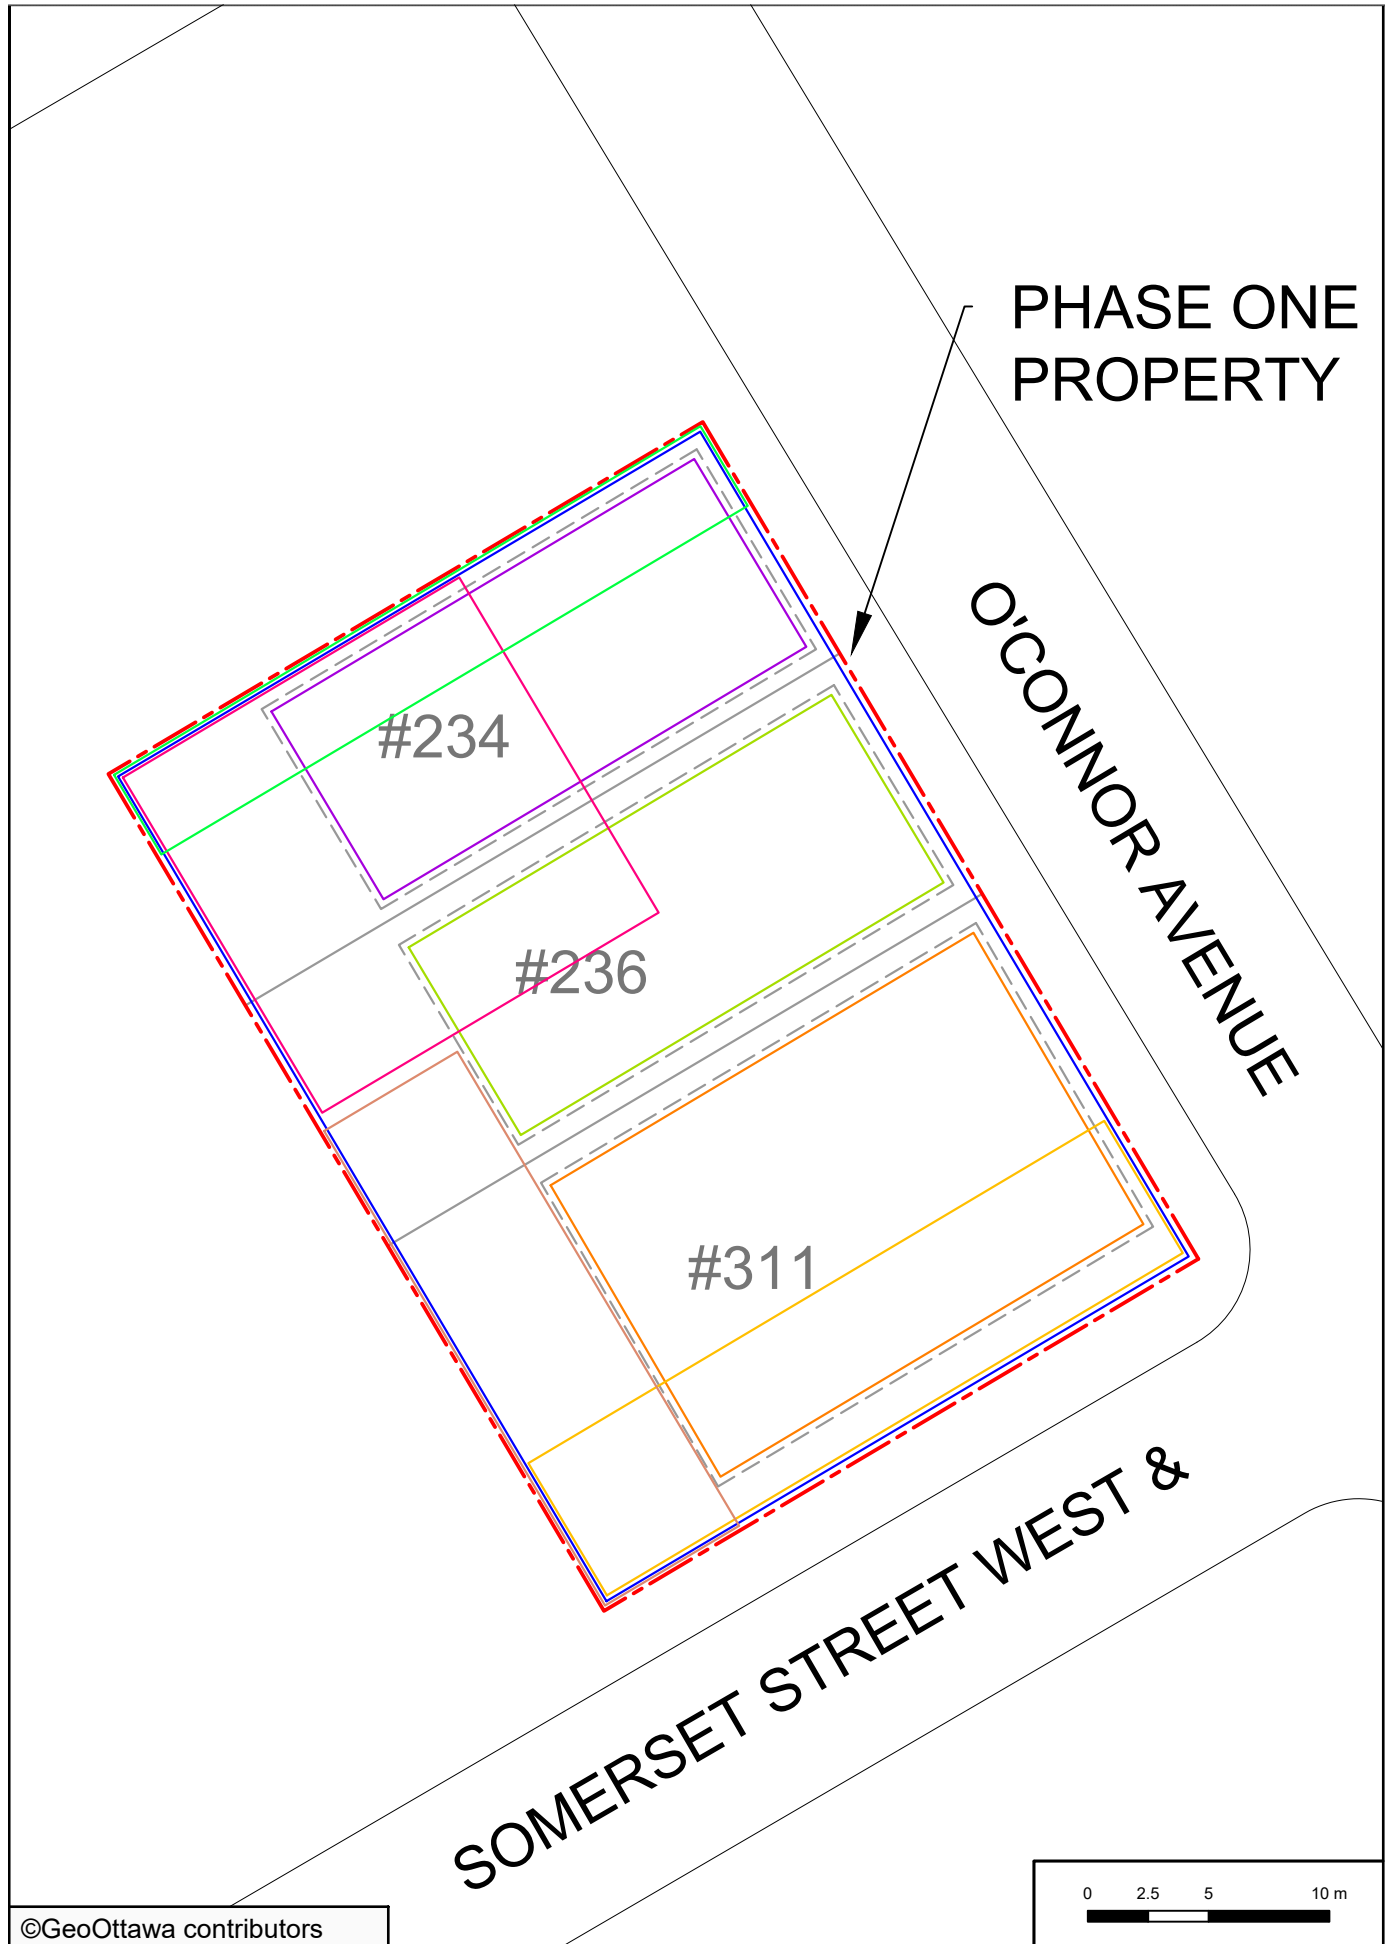 PHASE ONE
PROPERTY
O'CONNOR AVENUE
#234
#236
#311
SOMERSET STREET WEST &
0 2.5 5 10 m
©GeoOttawa contributors